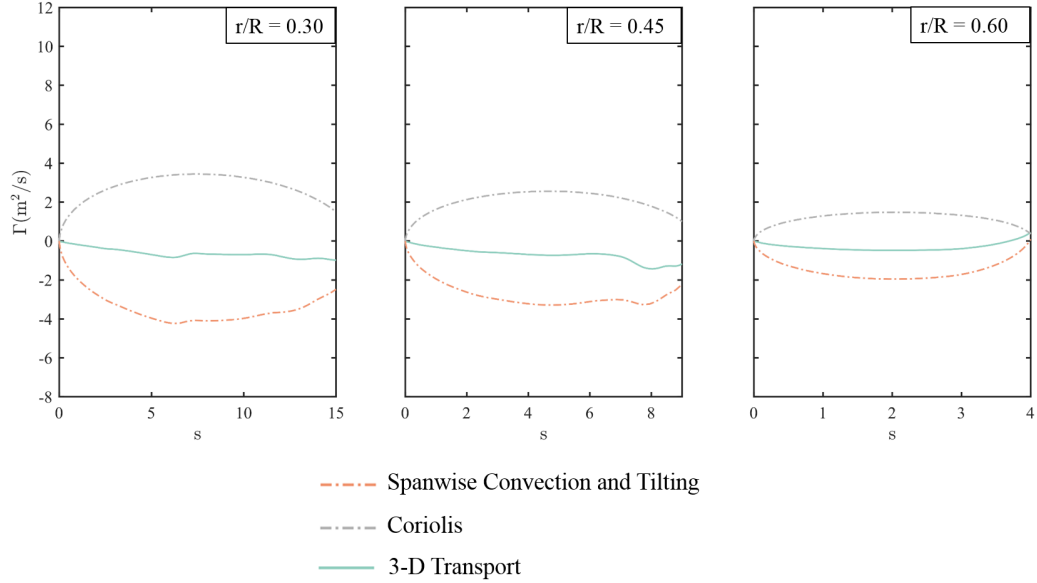 r/R = 0.30
r/R = 0.45
r/R = 0.60
12
10
8
6
4
2
0
-2
-4
-6
-8
Γ(m²/s)
0 5 10 15
0 2 4 6 8
0 1 2 3 4
s
s
s
Spanwise Convection and Tilting
Coriolis
3-D Transport